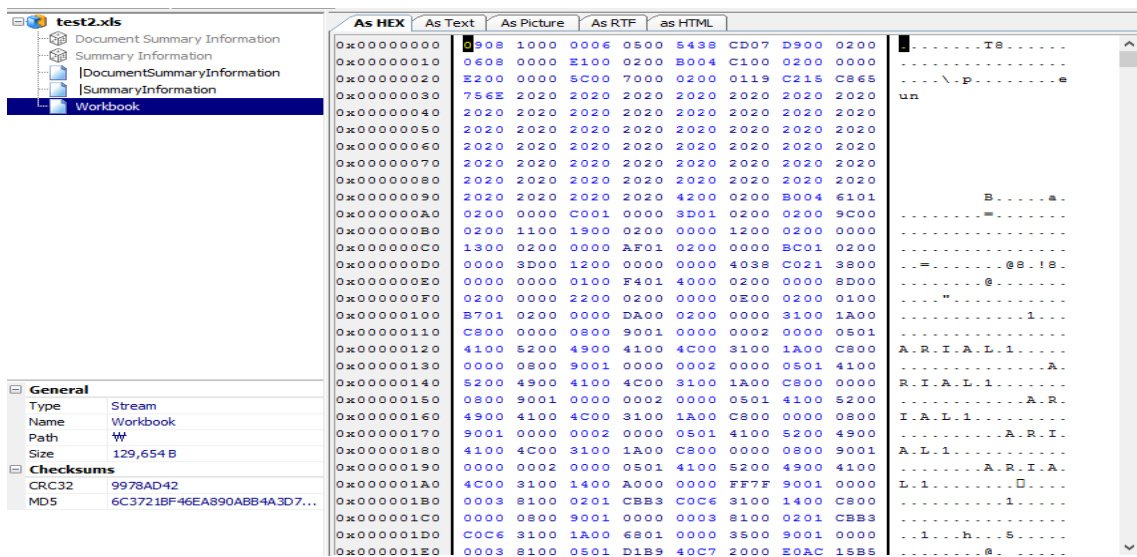 test2.xls
Document Summary Information
Summary Information
|DocumentSummaryInformation
|SummaryInformation
Workbook
General
Type Stream
Name Workbook
Path ₩
Size 129,654 B
Checksums
CRC32 9978AD42
MD5 6C3721BF46EA890ABB4A3D7...
As HEX As Text As Picture As RTF as HTML
0x00000000 0908 1000 0006 0500 5438 CD07 D900 0200 ........T8......
0x00000010 0608 0000 E100 0200 B004 C100 0200 0000 ................
0x00000020 E200 0000 5C00 7000 0200 0119 C215 C865 ....\.p........e
0x00000030 756E 2020 2020 2020 2020 2020 2020 2020 un
0x00000040 2020 2020 2020 2020 2020 2020 2020 2020
0x00000050 2020 2020 2020 2020 2020 2020 2020 2020
0x00000060 2020 2020 2020 2020 2020 2020 2020 2020
0x00000070 2020 2020 2020 2020 2020 2020 2020 2020
0x00000080 2020 2020 2020 2020 2020 2020 2020 2020
0x00000090 2020 2020 2020 2020 4200 0200 B004 6101 B.....a.
0x000000A0 0200 0000 C001 0000 3D01 0200 0200 9C00 ........=.......
0x000000B0 0200 1100 1900 0200 0000 1200 0200 0000 ................
0x000000C0 1300 0200 0000 AF01 0200 0000 BC01 0200 ................
0x000000D0 0000 3D00 1200 0000 0000 4038 C021 3800 ..=.......@8.!8.
0x000000E0 0000 0000 0100 F401 4000 0200 0000 8D00 ........@.......
0x000000F0 0200 0000 2200 0200 0000 0E00 0200 0100 ...."...........
0x00000100 B701 0200 0000 DA00 0200 0000 3100 1A00 ............1...
0x00000110 C800 0000 0800 9001 0000 0002 0000 0501 ................
0x00000120 4100 5200 4900 4100 4C00 3100 1A00 C800 A.R.I.A.L.1.....
0x00000130 0000 0800 9001 0000 0002 0000 0501 4100 ..............A.
0x00000140 5200 4900 4100 4C00 3100 1A00 C800 0000 R.I.A.L.1.......
0x00000150 0800 9001 0000 0002 0000 0501 4100 5200 ............A.R.
0x00000160 4900 4100 4C00 3100 1A00 C800 0000 0800 I.A.L.1.........
0x00000170 9001 0000 0002 0000 0501 4100 5200 4900 ..........A.R.I.
0x00000180 4100 4C00 3100 1A00 C800 0000 0800 9001 A.L.1...........
0x00000190 0000 0002 0000 0501 4100 5200 4900 4100 ........A.R.I.A.
0x000001A0 4C00 3100 1400 A000 0000 FF7F 9001 0000 L.1........□....
0x000001B0 0003 8100 0201 CBB3 C0C6 3100 1400 C800 ..........1.....
0x000001C0 0000 0800 9001 0000 0003 8100 0201 CBB3 ................
0x000001D0 C0C6 3100 1A00 6801 0000 3500 9001 0000 ..1...h...5.....
0x000001E0 0003 8100 0501 D1B9 40C7 2000 E0AC 15B5 ........@. .....